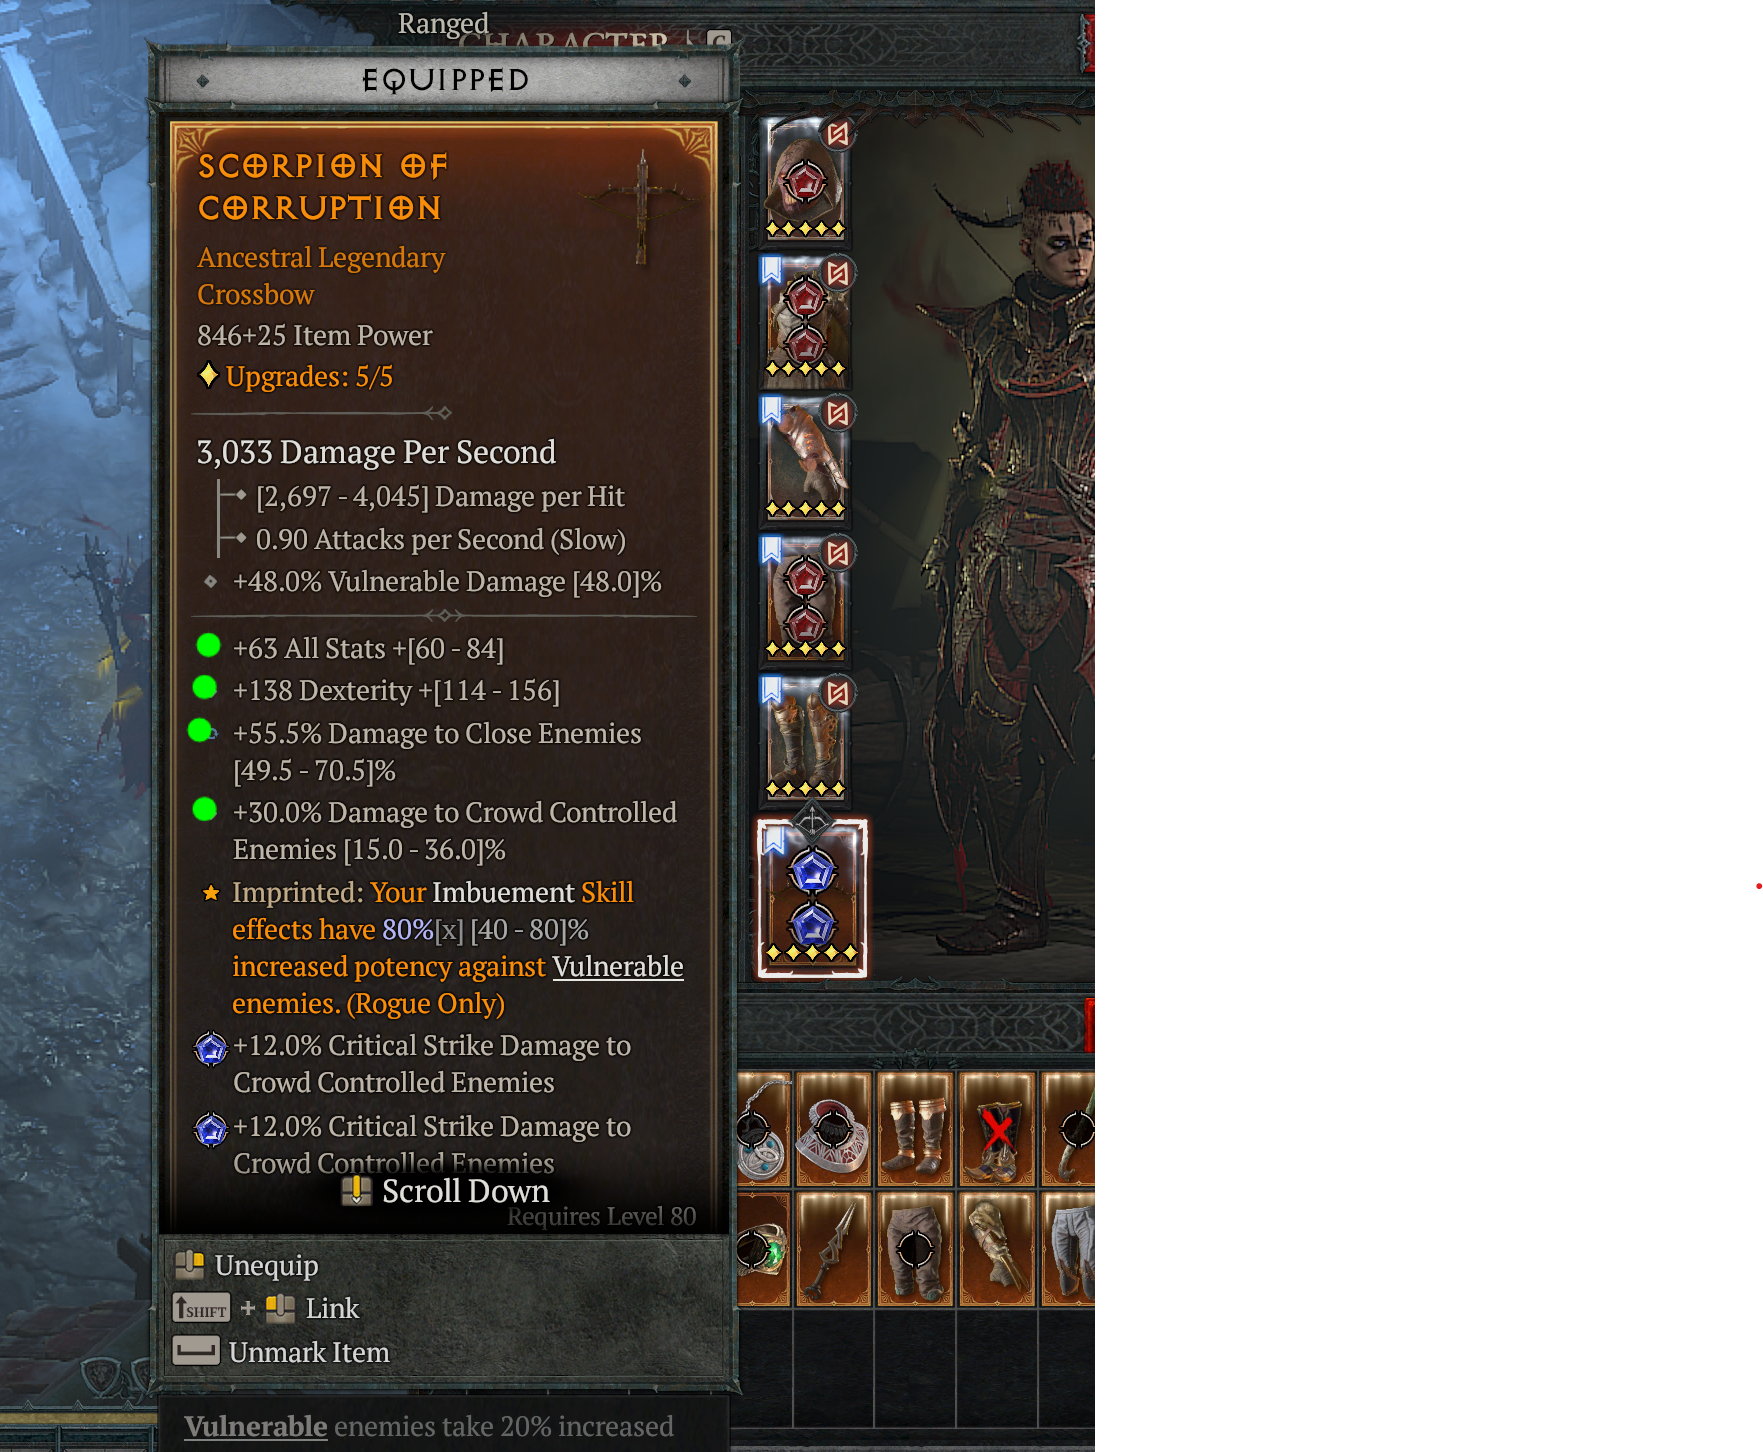 Ranged
CHARACTER
C
EQUIPPED
SCORPION OF
CORRUPTION
Ancestral Legendary
Crossbow
846+25 Item Power
Upgrades: 5/5
3,033 Damage Per Second
[2,697 - 4,045] Damage per Hit
0.90 Attacks per Second (Slow)
+48.0% Vulnerable Damage [48.0]%
+63 All Stats +[60 - 84]
+138 Dexterity +[114 - 156]
+55.5% Damage to Close Enemies
[49.5 - 70.5]%
+30.0% Damage to Crowd Controlled
Enemies [15.0 - 36.0]%
Imprinted: Your Imbuement Skill
effects have 80%[x] [40 - 80]%
increased potency against Vulnerable
enemies. (Rogue Only)
+12.0% Critical Strike Damage to
Crowd Controlled Enemies
+12.0% Critical Strike Damage to
Crowd Controlled Enemies
Scroll Down
Requires Level 80
Unequip
SHIFT + Link
Unmark Item
Vulnerable enemies take 20% increased